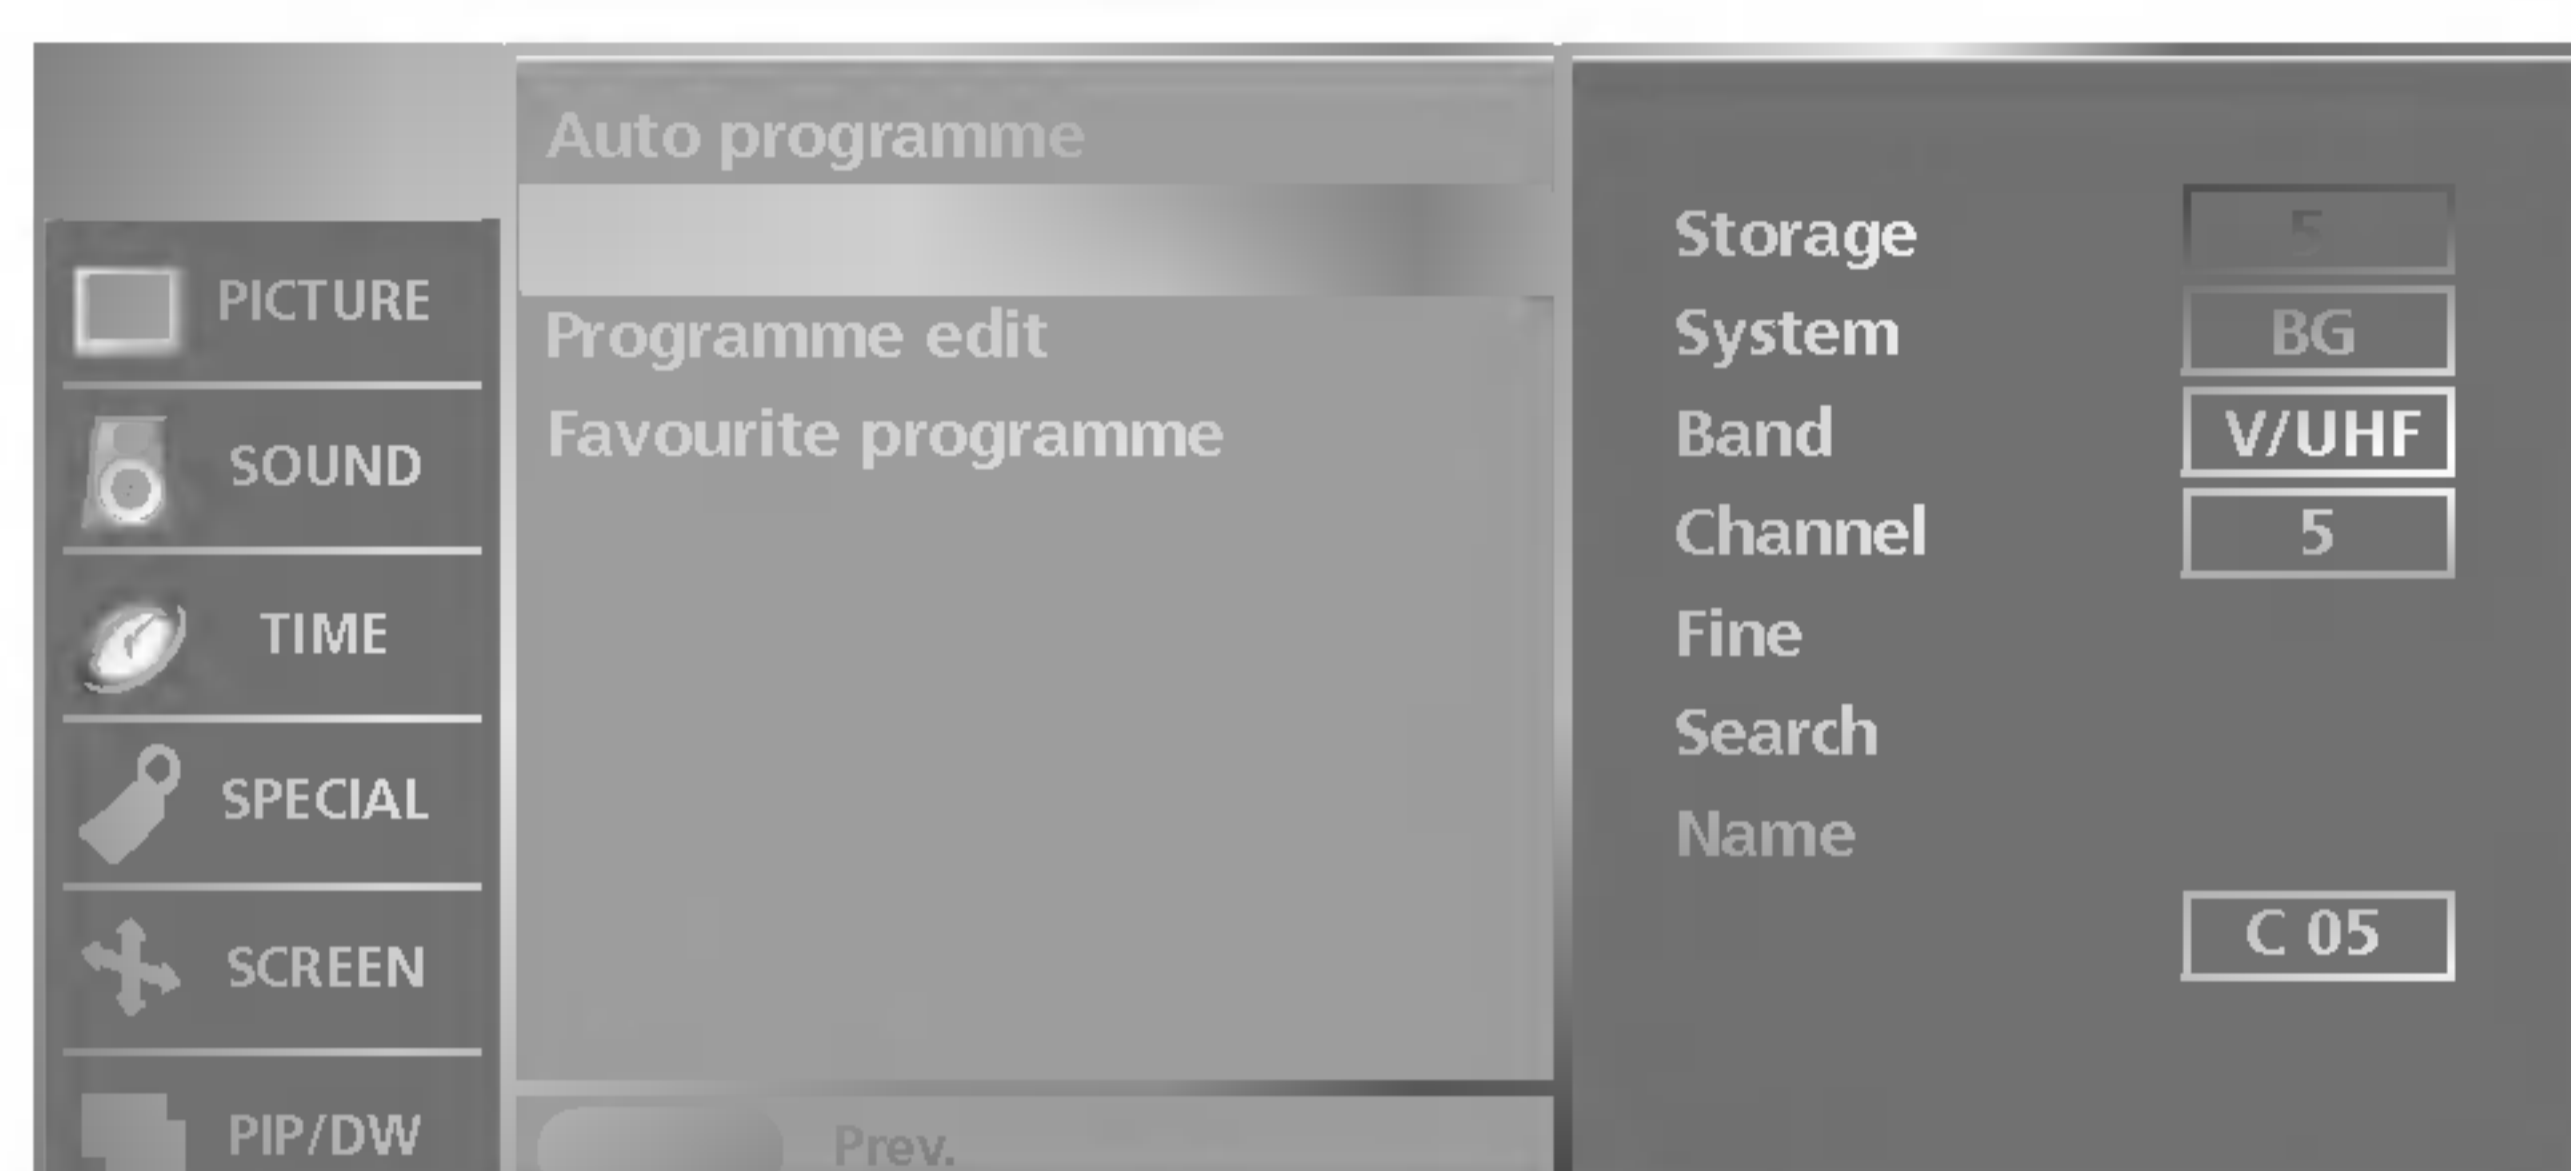 PICTURE
SOUND
TIME
SPECIAL
SCREEN
PIP/DW
Auto programme
Programme edit
Favourite programme
Prev.
Storage 5
System BG
Band V/UHF
Channel 5
Fine
Search
Name
C 05